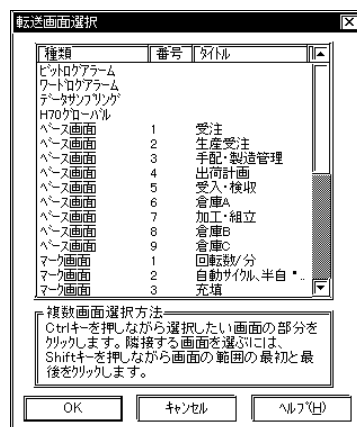 転送画面選択
種類 番号 タイトル
ビットログアラーム
ワードログアラーム
データサンプリング
H70グローバル
ベース画面 1 受注
ベース画面 2 生産受注
ベース画面 3 手配・製造管理
ベース画面 4 出荷計画
ベース画面 5 受入・検収
ベース画面 6 倉庫A
ベース画面 7 加工・組立
ベース画面 8 倉庫B
ベース画面 9 倉庫C
マーク画面 1 回転数/分
マーク画面 2 自動サイクル、半自・..
マーク画面 3 充填
複数画面選択方法
Ctrlキーを押しながら選択したい画面の部分を
クリックします。隣接する画面を選ぶには、
Shiftキーを押しながら画面の範囲の最初と最
後をクリックします。
OK キャンセル ヘルプ(H)